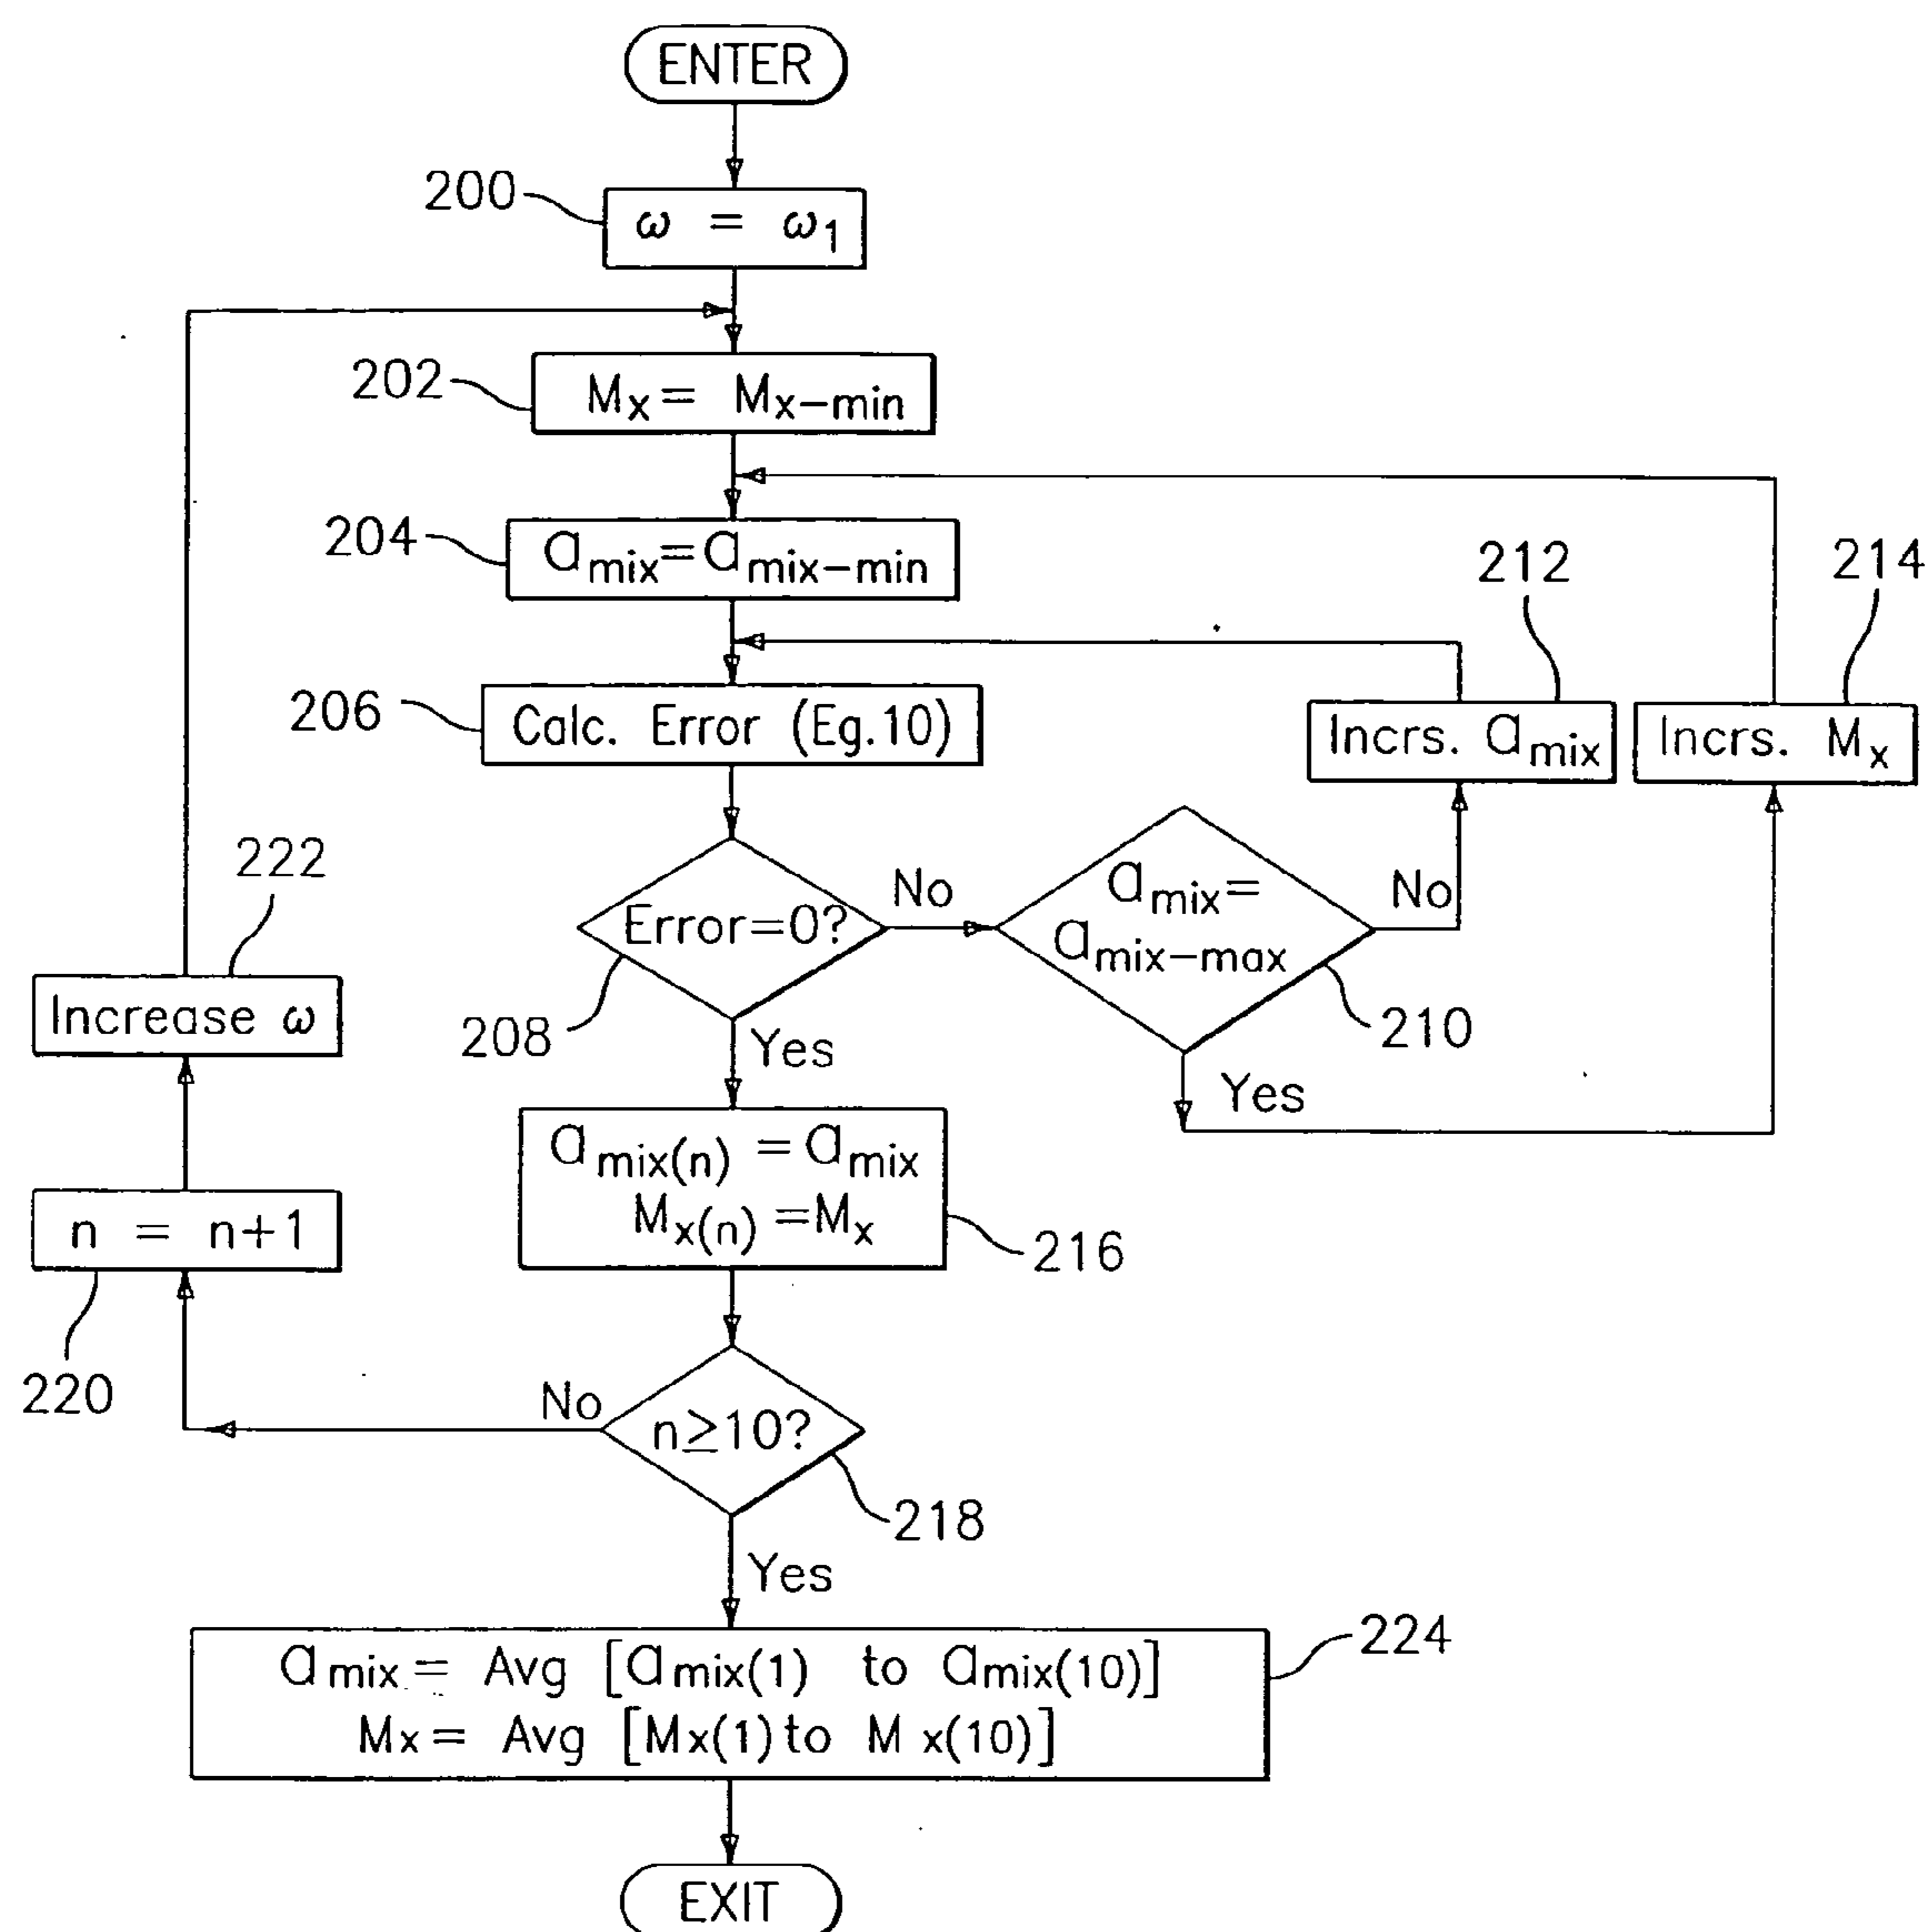 ENTER
200
ω = ω1
202
Mx = Mx-min
204
amix=amix-min
212
214
206
Calc. Error (Eg.10)
Incrs. amix
Incrs. Mx
222
Error=0?
No
amix=
amix-max
No
Increase ω
208
Yes
210
Yes
amix(n) =amix
Mx(n) =Mx
n = n+1
216
220
No
n≥10?
218
Yes
224
amix = Avg [amix(1) to amix(10)]
Mx = Avg [Mx(1) to Mx(10)]
EXIT